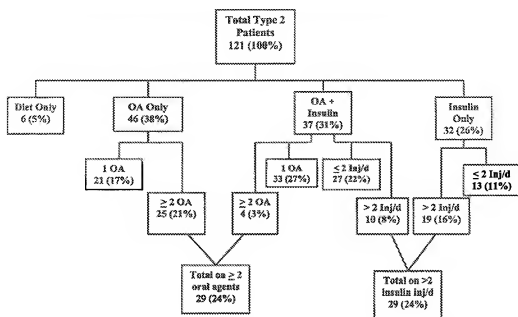 Total Type 2
Patients
121 (100%)
Diet Only
6 (5%)
OA Only
46 (38%)
OA +
Insulin
37 (31%)
Insulin
Only
32 (26%)
1 OA
21 (17%)
1 OA
33 (27%)
≤ 2 Inj/d
27 (22%)
≤ 2 Inj/d
13 (11%)
≥ 2 OA
25 (21%)
≥ 2 OA
4 (3%)
> 2 Inj/d
10 (8%)
> 2 Inj/d
19 (16%)
Total on ≥ 2
oral agents
29 (24%)
Total on >2
insulin inj/d
29 (24%)